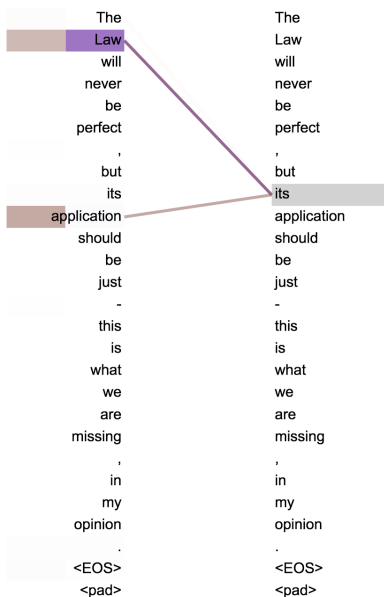 The The
Law Law
will will
never never
be be
perfect perfect
, ,
but but
its its
application application
should should
be be
just just
- -
this this
is is
what what
we we
are are
missing missing
, ,
in in
my my
opinion opinion
. .
<EOS> <EOS>
<pad> <pad>